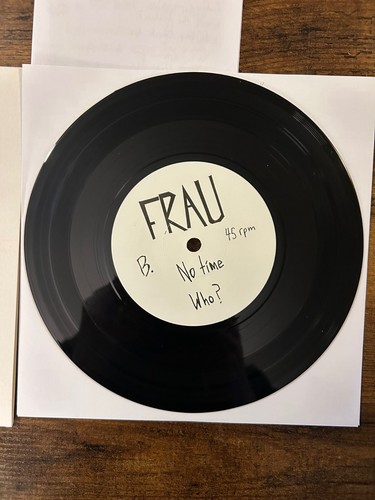 FRAU
45 rpm
B.
No time
Who?